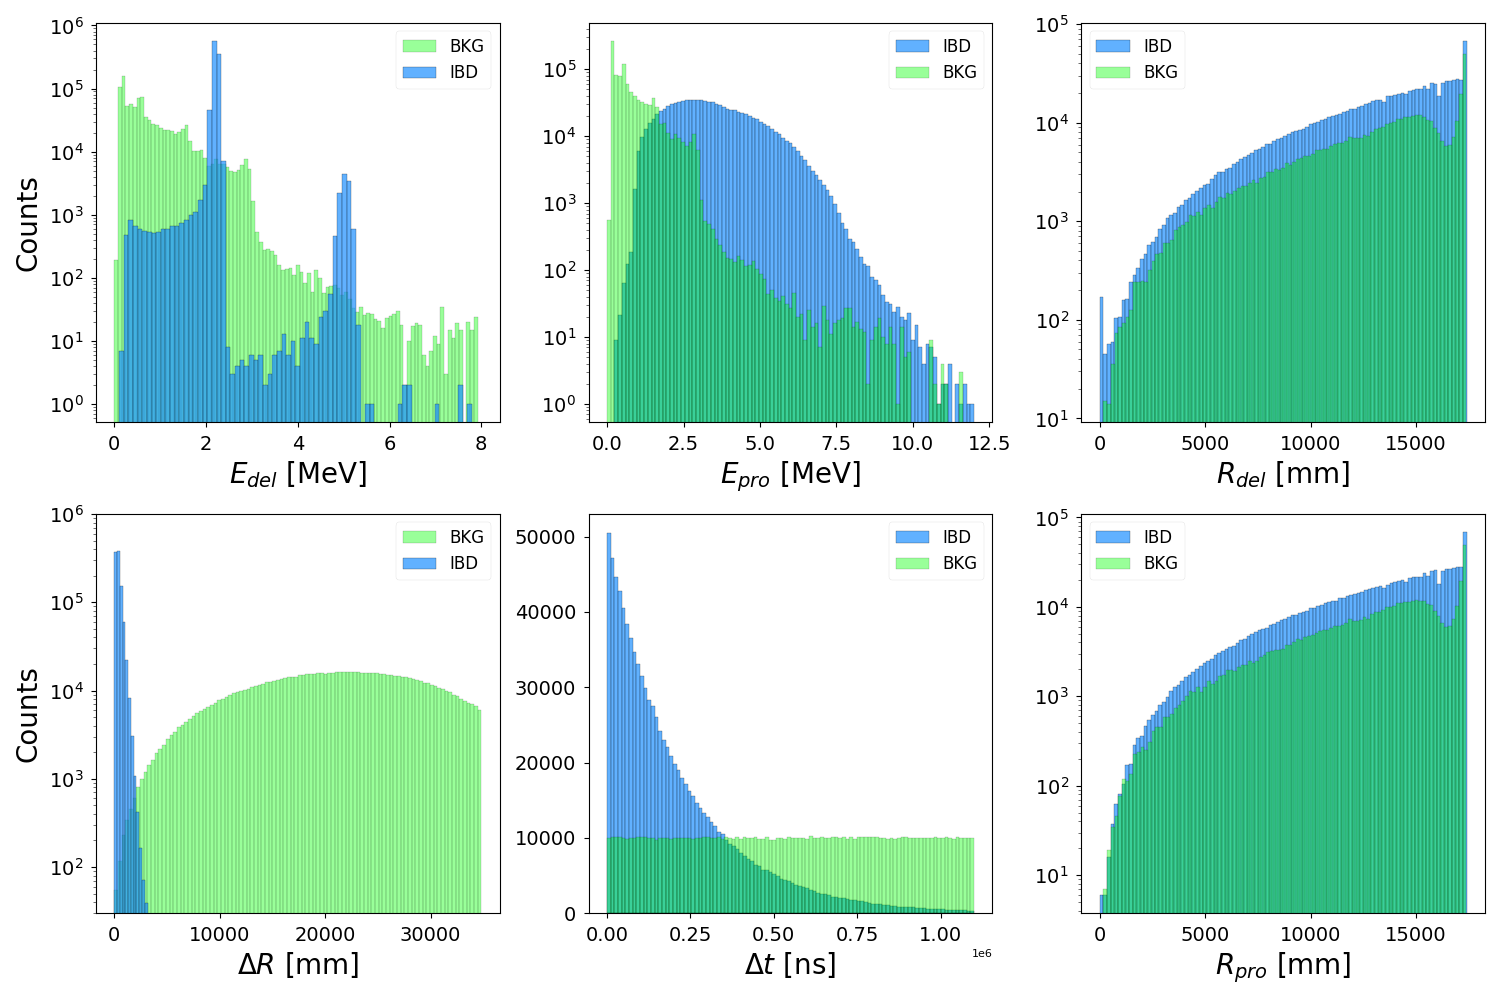 Counts
10^6
10^5
10^4
10^3
10^2
10^1
10^0
BKG
IBD
0 2 4 6 8
E_del [MeV]
10^5
10^4
10^3
10^2
10^1
10^0
IBD
BKG
0.0 2.5 5.0 7.5 10.0 12.5
E_pro [MeV]
10^5
10^4
10^3
10^2
10^1
IBD
BKG
0 5000 10000 15000
R_del [mm]
Counts
10^6
10^5
10^4
10^3
10^2
BKG
IBD
0 10000 20000 30000
ΔR [mm]
50000
40000
30000
20000
10000
0
IBD
BKG
0.00 0.25 0.50 0.75 1.00
1e6
Δt [ns]
10^5
10^4
10^3
10^2
10^1
IBD
BKG
0 5000 10000 15000
R_pro [mm]